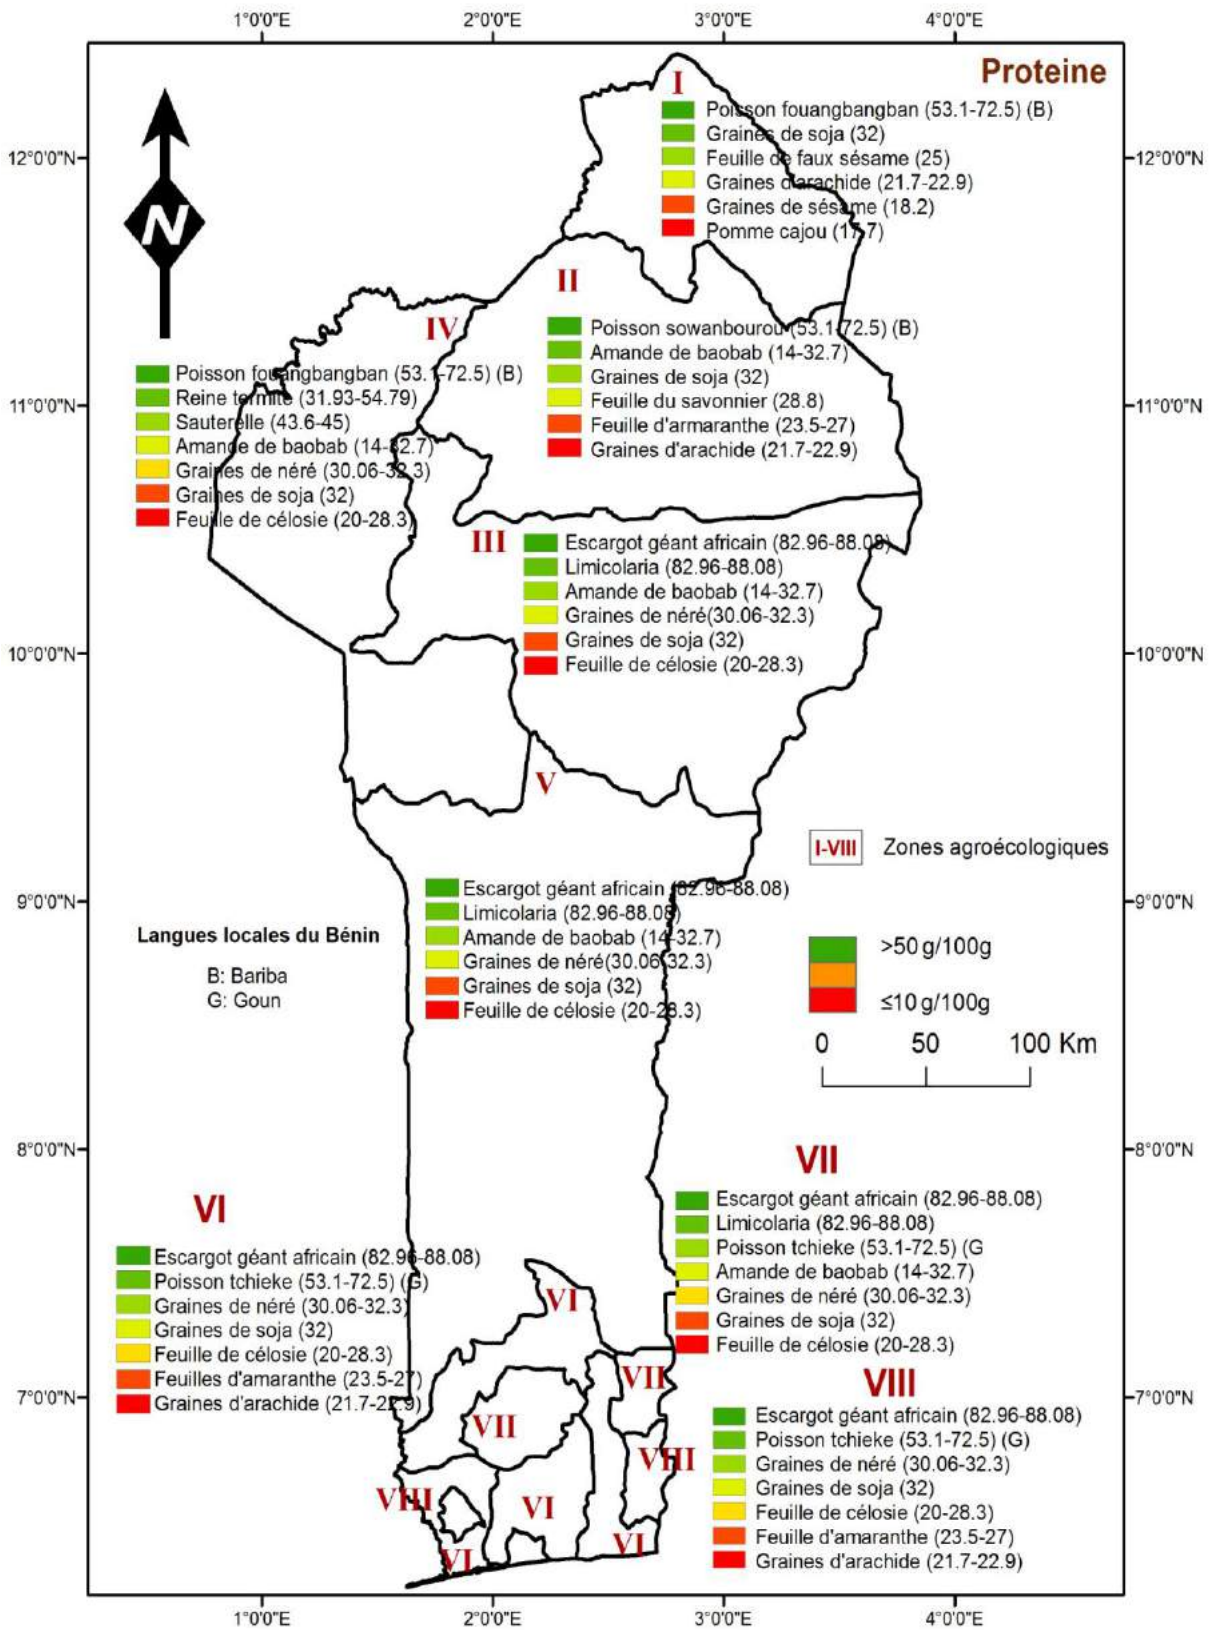 1°0'0"E 2°0'0"E 3°0'0"E 4°0'0"E
Proteine
N
12°0'0"N 12°0'0"N
11°0'0"N 11°0'0"N
10°0'0"N 10°0'0"N
9°0'0"N 9°0'0"N
8°0'0"N 8°0'0"N
7°0'0"N 7°0'0"N
I
Poisson fouangbangban (53.1-72.5) (B)
Graines de soja (32)
Feuille de faux sésame (25)
Graines d'arachide (21.7-22.9)
Graines de sésame (18.2)
Pomme cajou (17.7)
II
Poisson sowanbourou (53.1-72.5) (B)
Amande de baobab (14-32.7)
Graines de soja (32)
Feuille du savonnier (28.8)
Feuille d'armaranthe (23.5-27)
Graines d'arachide (21.7-22.9)
IV
Poisson fouangbangban (53.1-72.5) (B)
Reine termite (31.93-54.79)
Sauterelle (43.6-45)
Amande de baobab (14-32.7)
Graines de néré (30.06-32.3)
Graines de soja (32)
Feuille de célosie (20-28.3)
III
Escargot géant africain (82.96-88.08)
Limicolaria (82.96-88.08)
Amande de baobab (14-32.7)
Graines de néré(30.06-32.3)
Graines de soja (32)
Feuille de célosie (20-28.3)
V
Escargot géant africain (82.96-88.08)
Limicolaria (82.96-88.08)
Amande de baobab (14-32.7)
Graines de néré(30.06-32.3)
Graines de soja (32)
Feuille de célosie (20-28.3)
I-VIII Zones agroécologiques
Langues locales du Bénin
B: Bariba
G: Goun
>50 g/100g
≤10 g/100g
0 50 100 Km
VI
Escargot géant africain (82.96-88.08)
Poisson tchieke (53.1-72.5) (G)
Graines de néré (30.06-32.3)
Graines de soja (32)
Feuille de célosie (20-28.3)
Feuilles d'amaranthe (23.5-27)
Graines d'arachide (21.7-22.9)
VII
Escargot géant africain (82.96-88.08)
Limicolaria (82.96-88.08)
Poisson tchieke (53.1-72.5) (G
Amande de baobab (14-32.7)
Graines de néré (30.06-32.3)
Graines de soja (32)
Feuille de célosie (20-28.3)
VIII
Escargot géant africain (82.96-88.08)
Poisson tchieke (53.1-72.5) (G)
Graines de néré (30.06-32.3)
Graines de soja (32)
Feuille de célosie (20-28.3)
Feuille d'amaranthe (23.5-27)
Graines d'arachide (21.7-22.9)
VI
VII
VII
VIII
VIII
VI
VI
VI
1°0'0"E 2°0'0"E 3°0'0"E 4°0'0"E